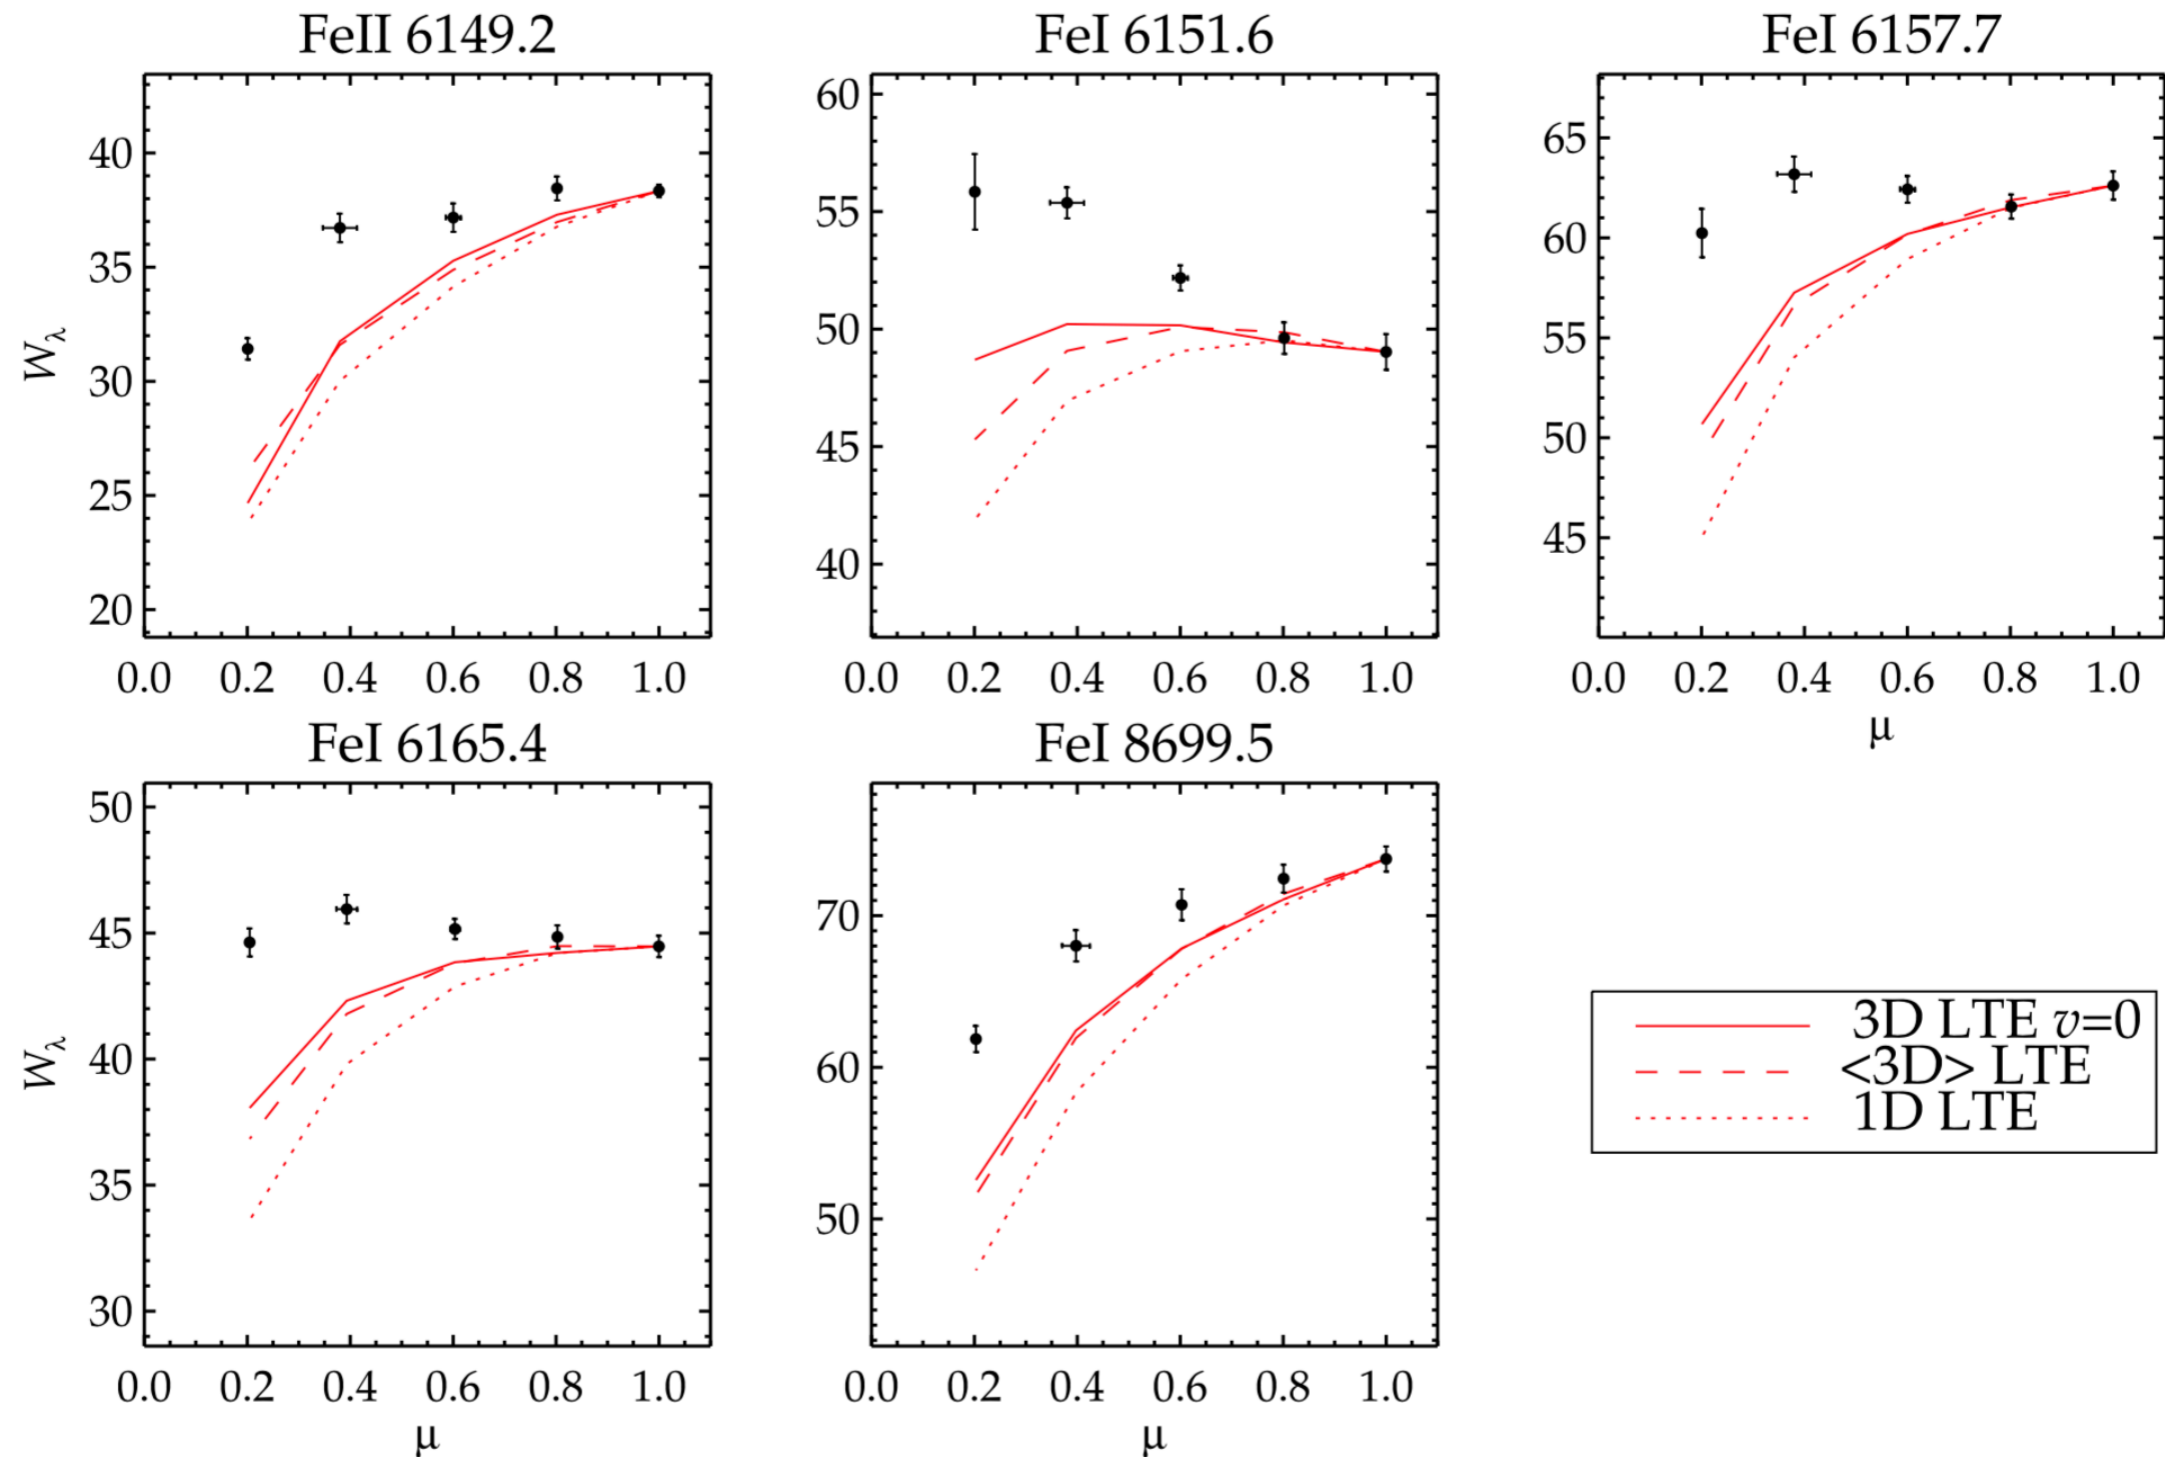 FeII 6149.2
FeI 6151.6
FeI 6157.7
Wλ
40
35
30
25
20
0.0 0.2 0.4 0.6 0.8 1.0
60
55
50
45
40
0.0 0.2 0.4 0.6 0.8 1.0
65
60
55
50
45
0.0 0.2 0.4 0.6 0.8 1.0
μ
FeI 6165.4
FeI 8699.5
Wλ
50
45
40
35
30
0.0 0.2 0.4 0.6 0.8 1.0
μ
70
60
50
0.0 0.2 0.4 0.6 0.8 1.0
μ
3D LTE v=0
<3D> LTE
1D LTE